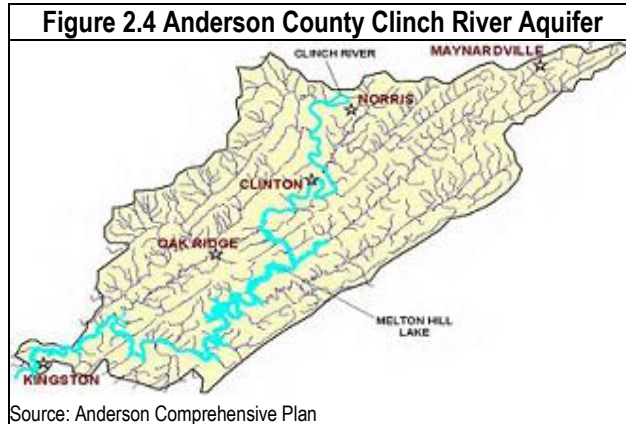 Figure 2.4 Anderson County Clinch River Aquifer
CLINCH RIVER
MAYNARDVILLE
NORRIS
CLINTON
OAK RIDGE
MELTON HILL
LAKE
KINGSTON
Source: Anderson Comprehensive Plan